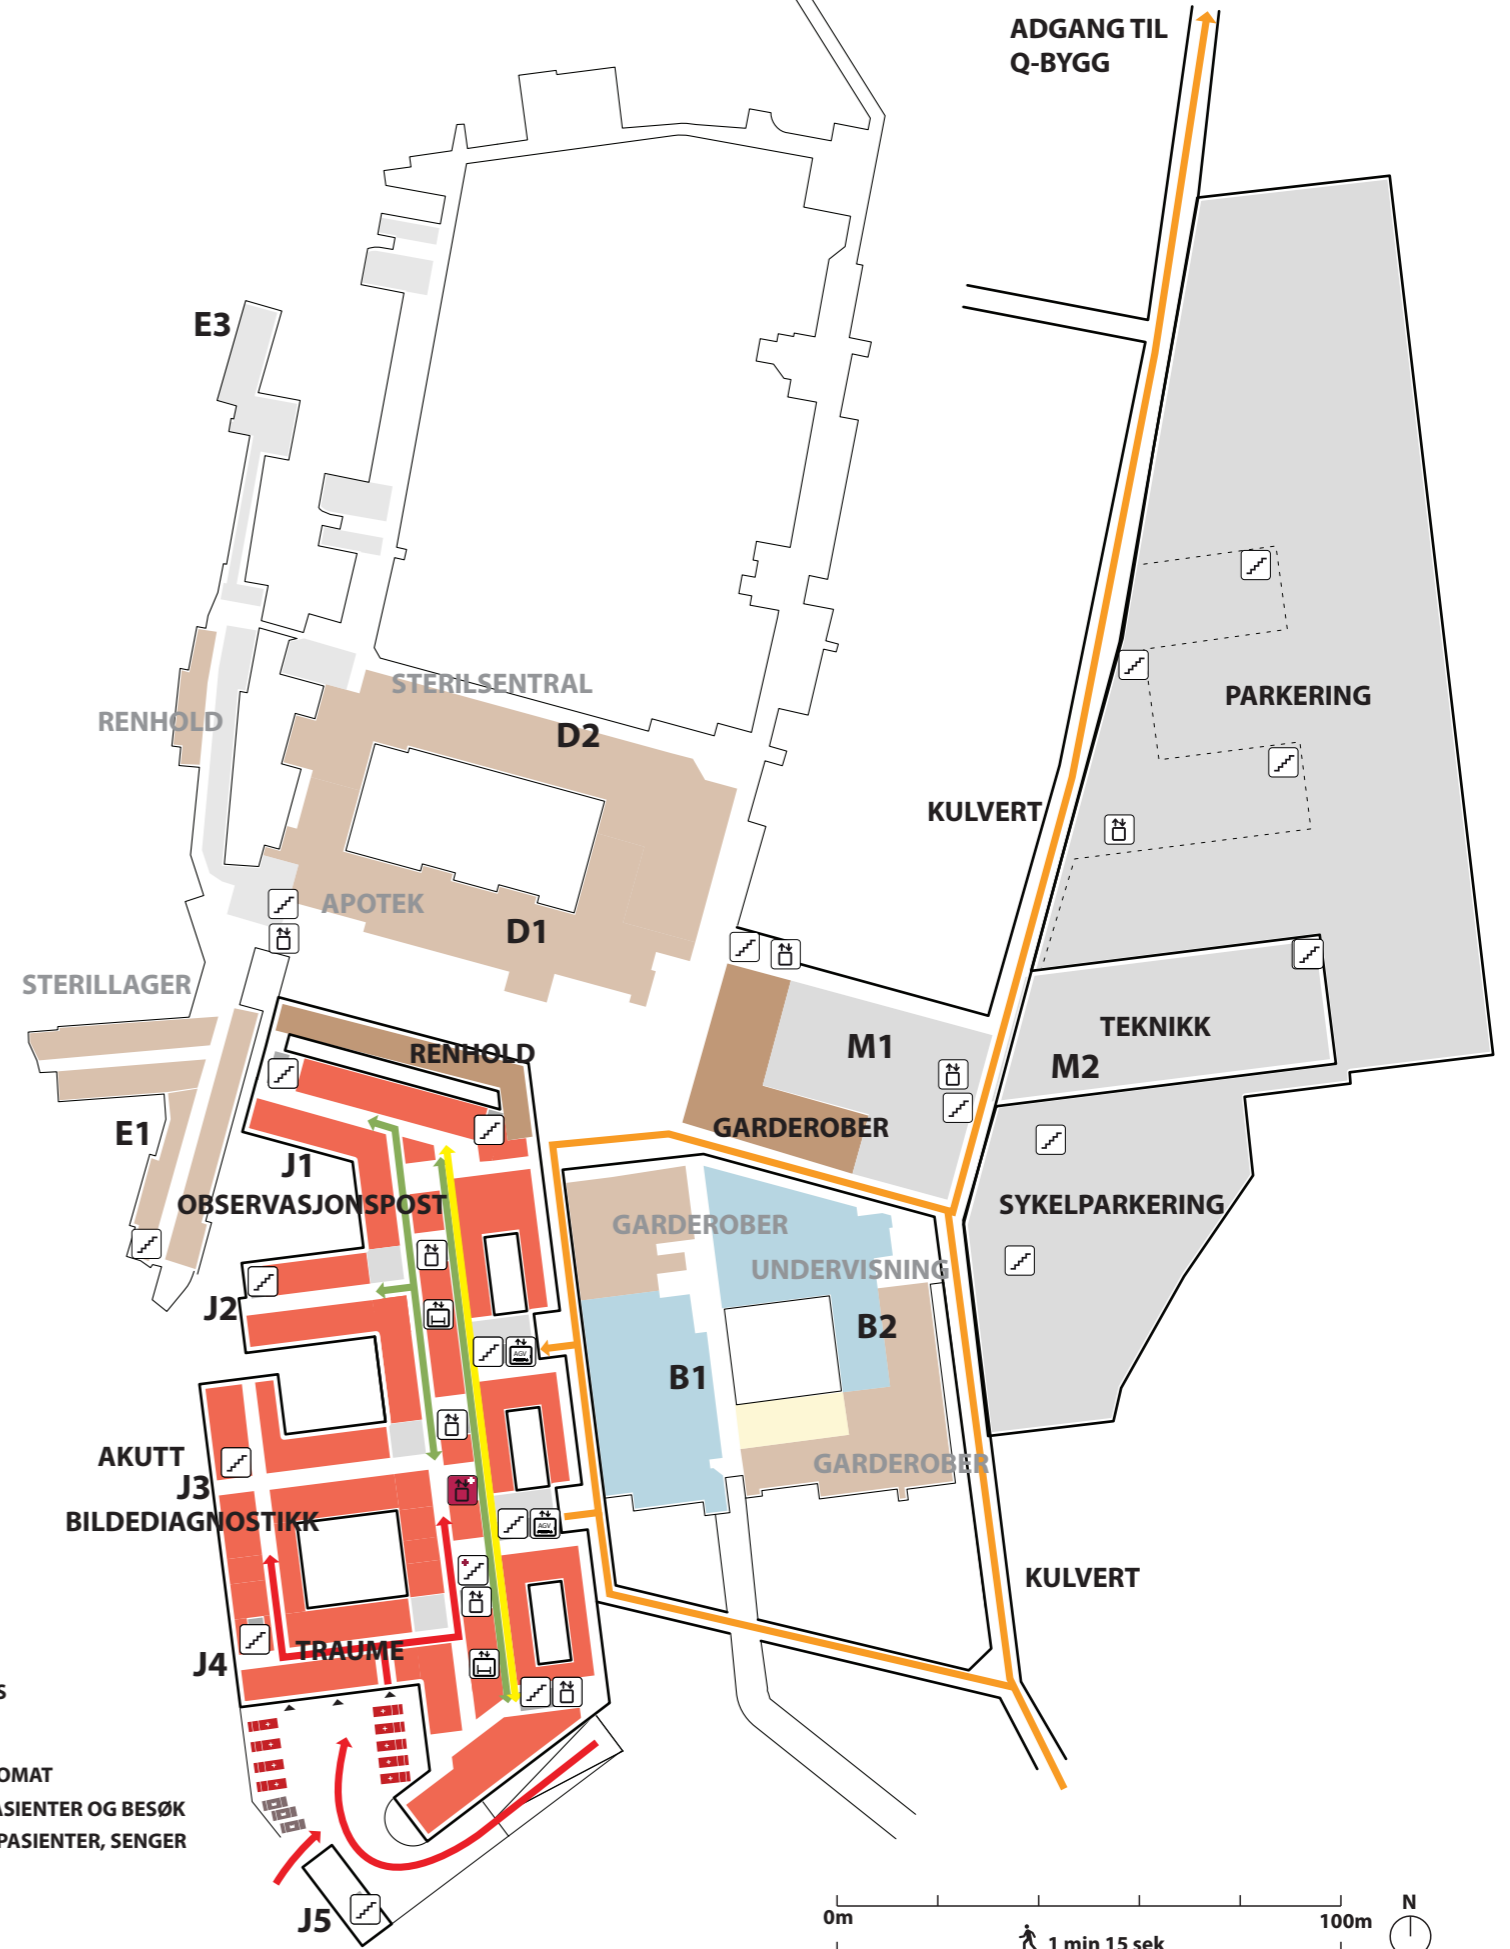 ADGANG TIL
Q-BYGG
E3
STERILSENTRAL
D2
RENHOLD
PARKERING
KULVERT
APOTEK
D1
STERILLAGER
RENHOLD
M1
TEKNIKK
M2
E1
GARDEROBER
J1
OBSERVASJONSPOST
GARDEROBER
SYKELPARKERING
UNDERVISNING
J2
B2
AGV
B1
AKUTT
J3
GARDEROBER
BILDEDIAGNOSTIKK
AGV
KULVERT
TRAUME
J4
S
OMAT
ASIENTER OG BESØK
PASIENTER, SENGER
J5
0m
100m
N
1 min 15 sek